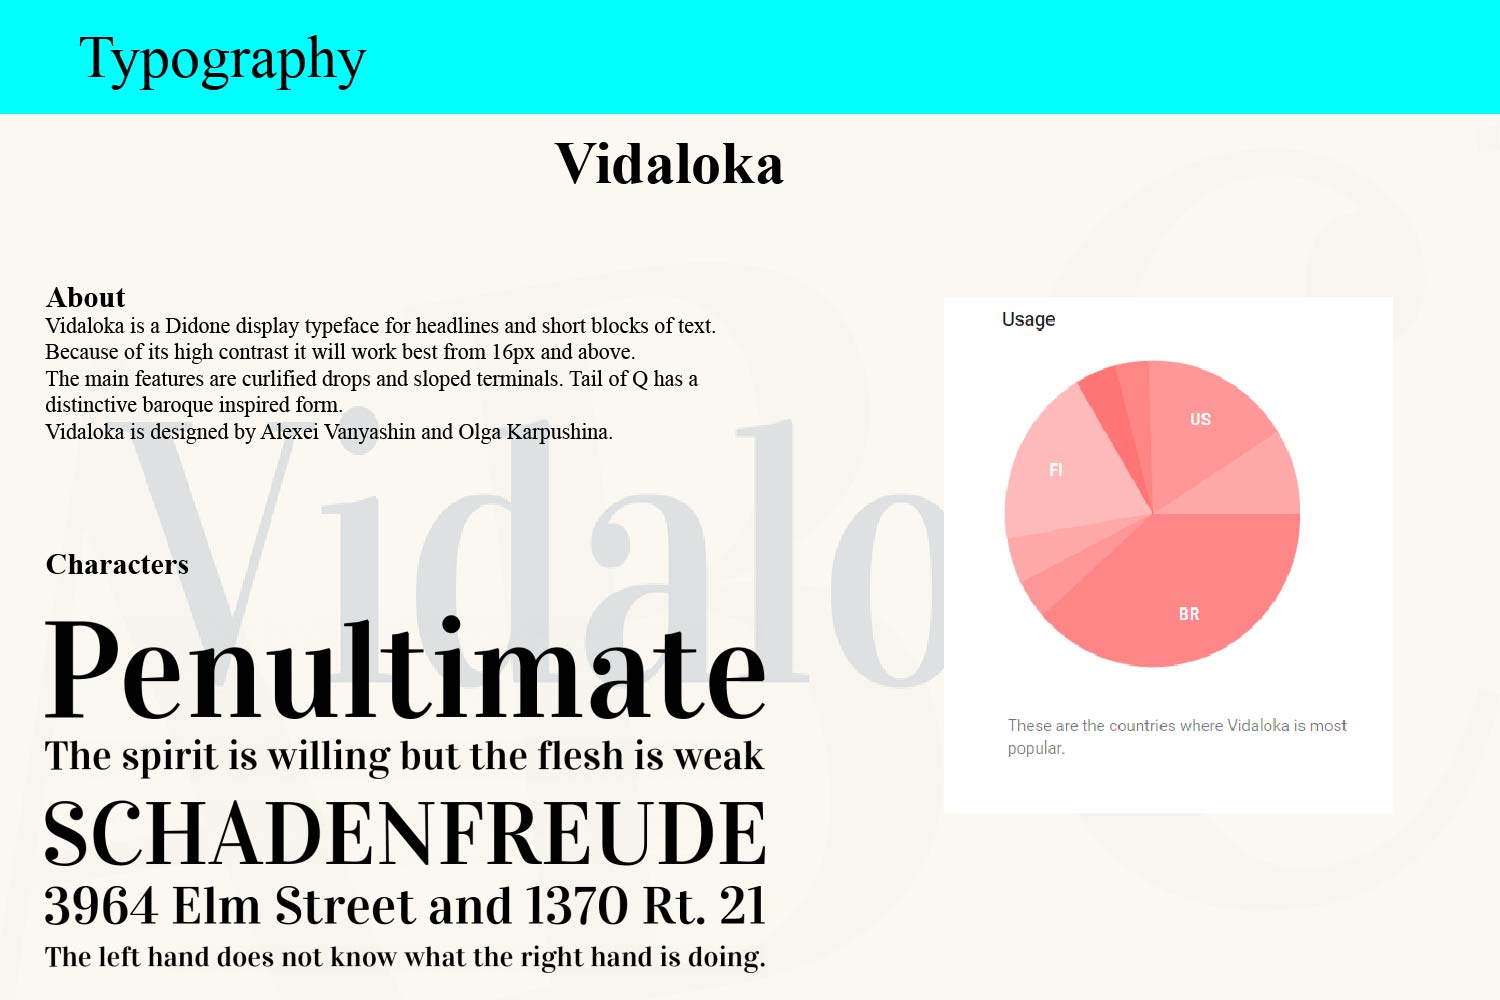 Typography
Vidaloka
About
Vidaloka is a Didone display typeface for headlines and short blocks of text.
Because of its high contrast it will work best from 16px and above.
The main features are curlified drops and sloped terminals. Tail of Q has a
distinctive baroque inspired form.
Vidaloka is designed by Alexei Vanyashin and Olga Karpushina.
Vidalo
Characters
Penultimate
The spirit is willing but the flesh is weak
SCHADENFREUDE
3964 Elm Street and 1370 Rt. 21
The left hand does not know what the right hand is doing.
Usage
US
FI
BR
These are the countries where Vidaloka is most
popular.